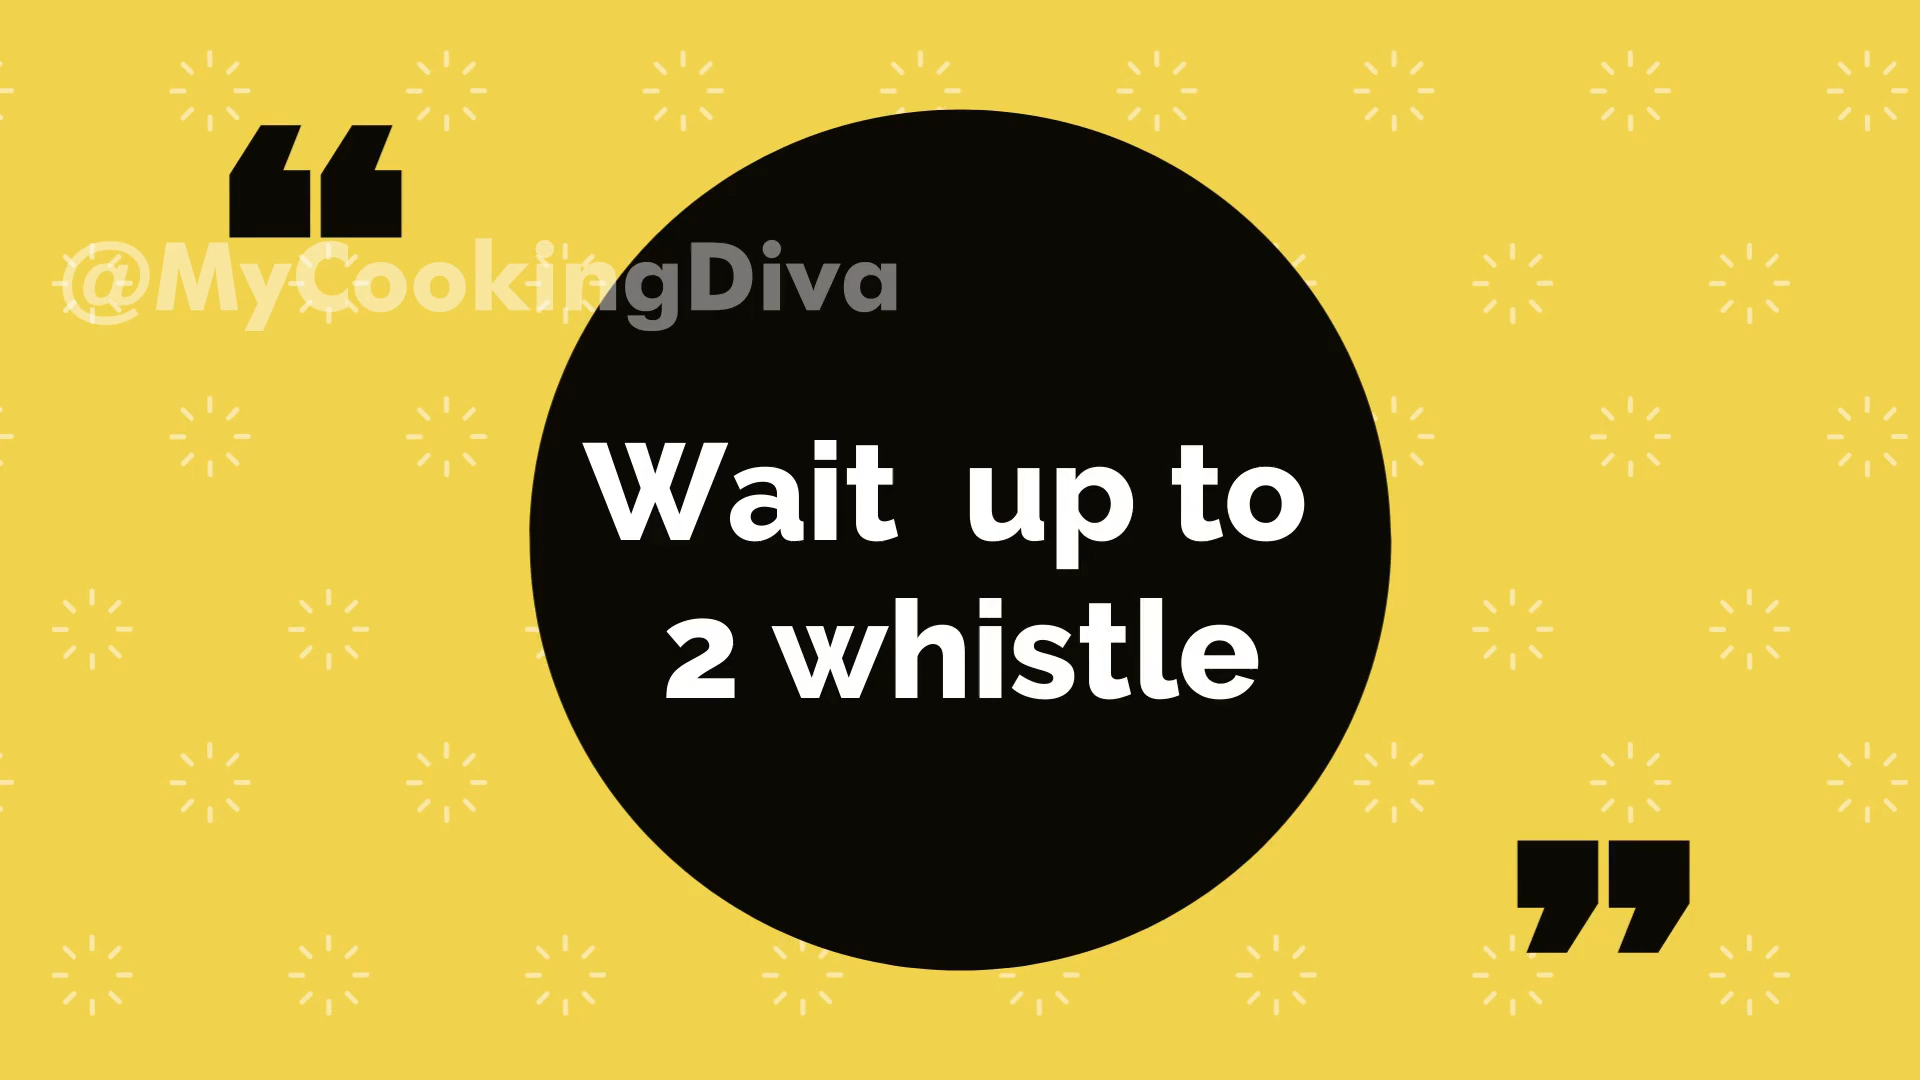 “
@MyCookingDiva
Wait up to
2 whistle
”